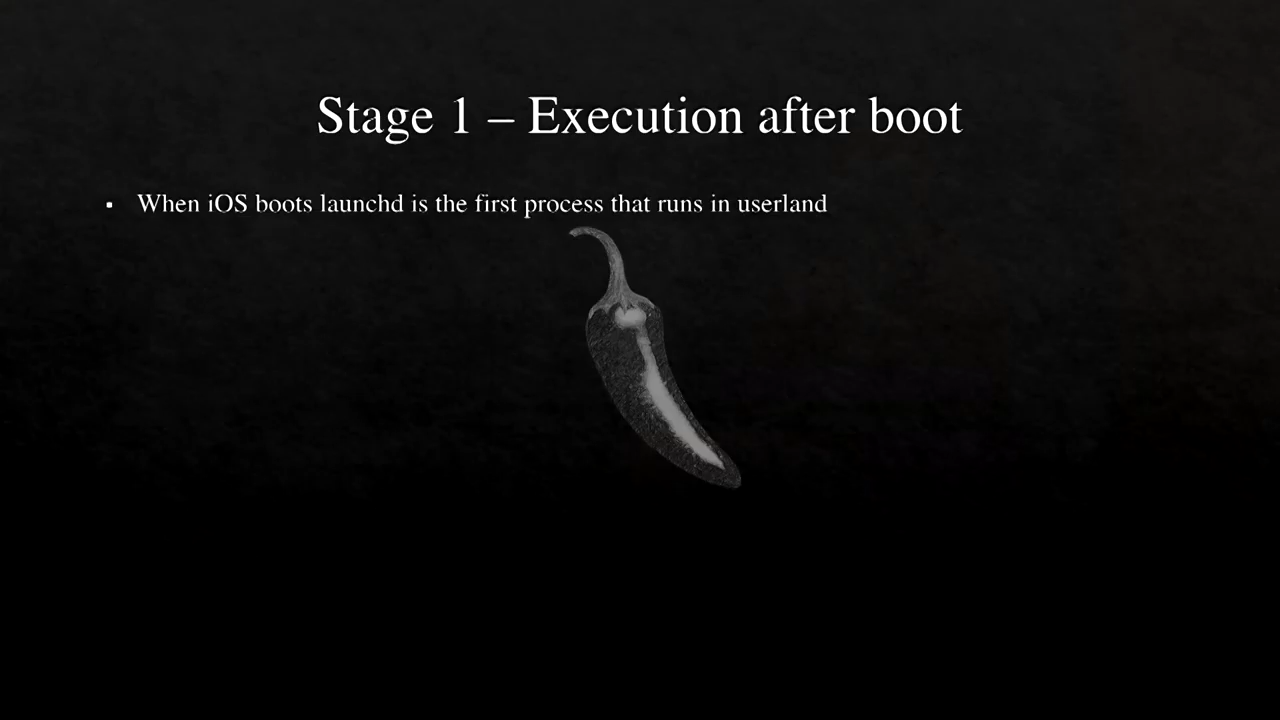 Stage 1 – Execution after boot
▪ When iOS boots launchd is the first process that runs in userland